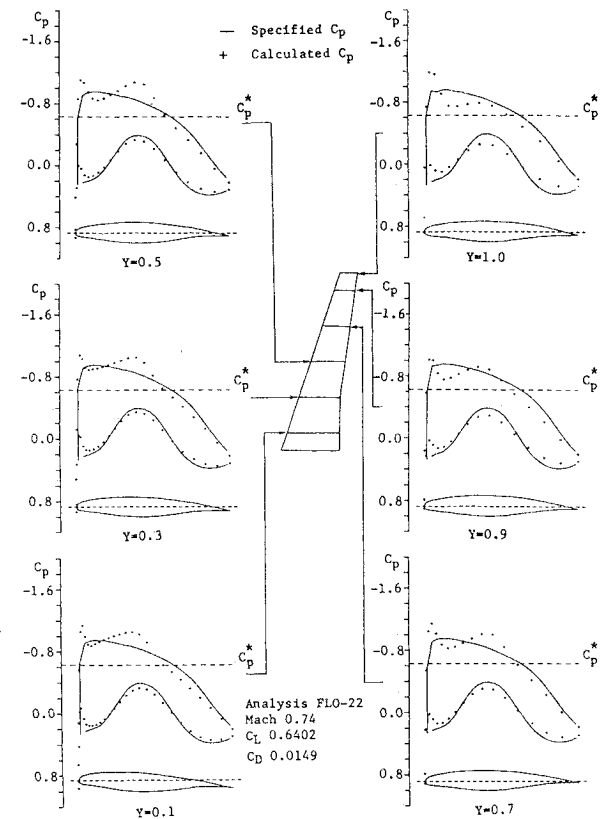 — Specified Cp
+ Calculated Cp
Cp
-1.6
-0.8
0.0
0.8
Cp*
Y=0.5
Cp
-1.6
-0.8
0.0
0.8
Cp*
Y=1.0
Cp
-1.6
-0.8
0.0
0.8
Cp*
Y=0.3
Cp
-1.6
-0.8
0.0
0.8
Cp*
Y=0.9
Cp
-1.6
-0.8
0.0
0.8
Cp*
Y=0.1
Analysis FLO-22
Mach 0.74
CL 0.6402
CD 0.0149
Cp
-1.6
-0.8
0.0
0.8
Cp*
Y=0.7